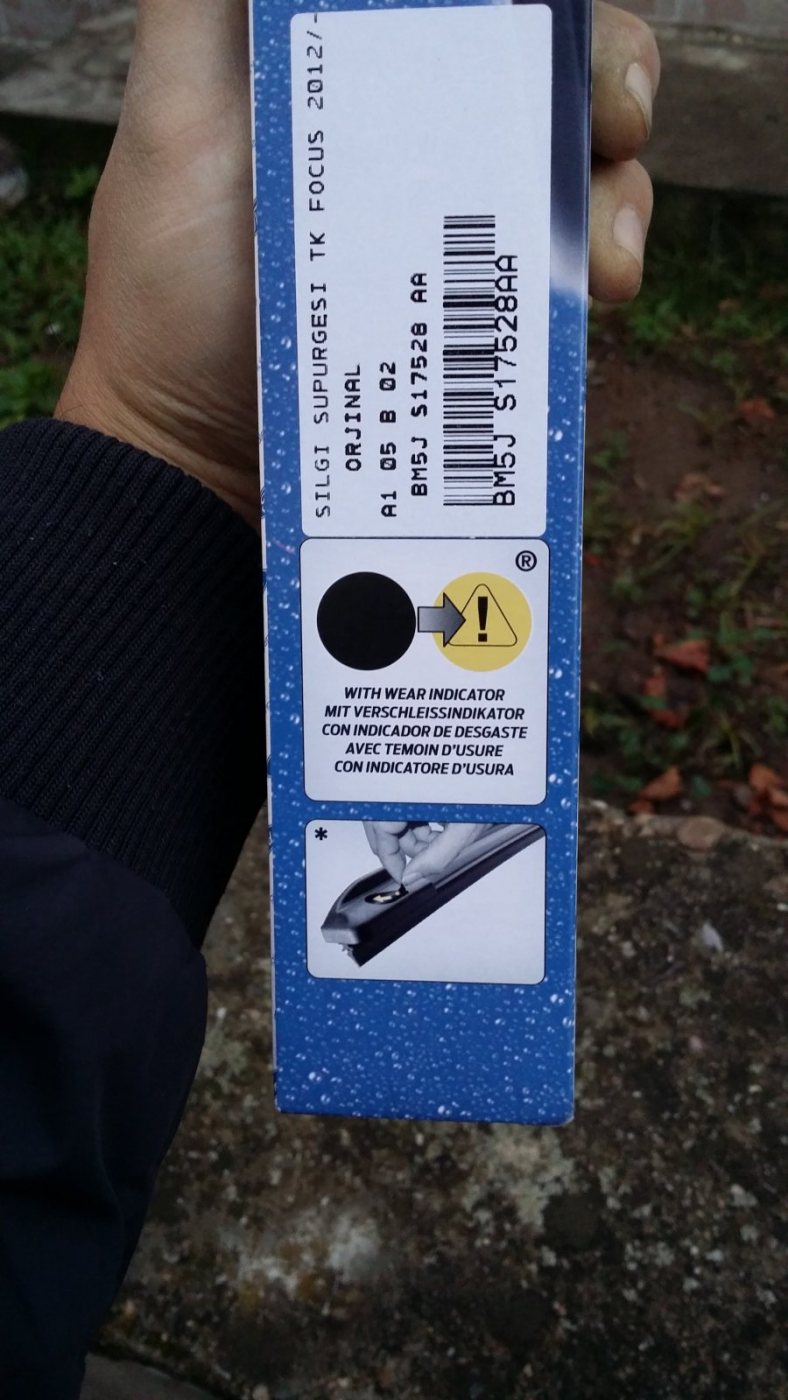 SILGI SUPURGESI TK FOCUS 2012/-
ORJINAL
A1 05 B 02
BM5J S17528 AA
BM5J S17528AA
®
!
WITH WEAR INDICATOR
MIT VERSCHLEISSINDIKATOR
CON INDICADOR DE DESGASTE
AVEC TEMOIN D'USURE
CON INDICATORE D'USURA
*